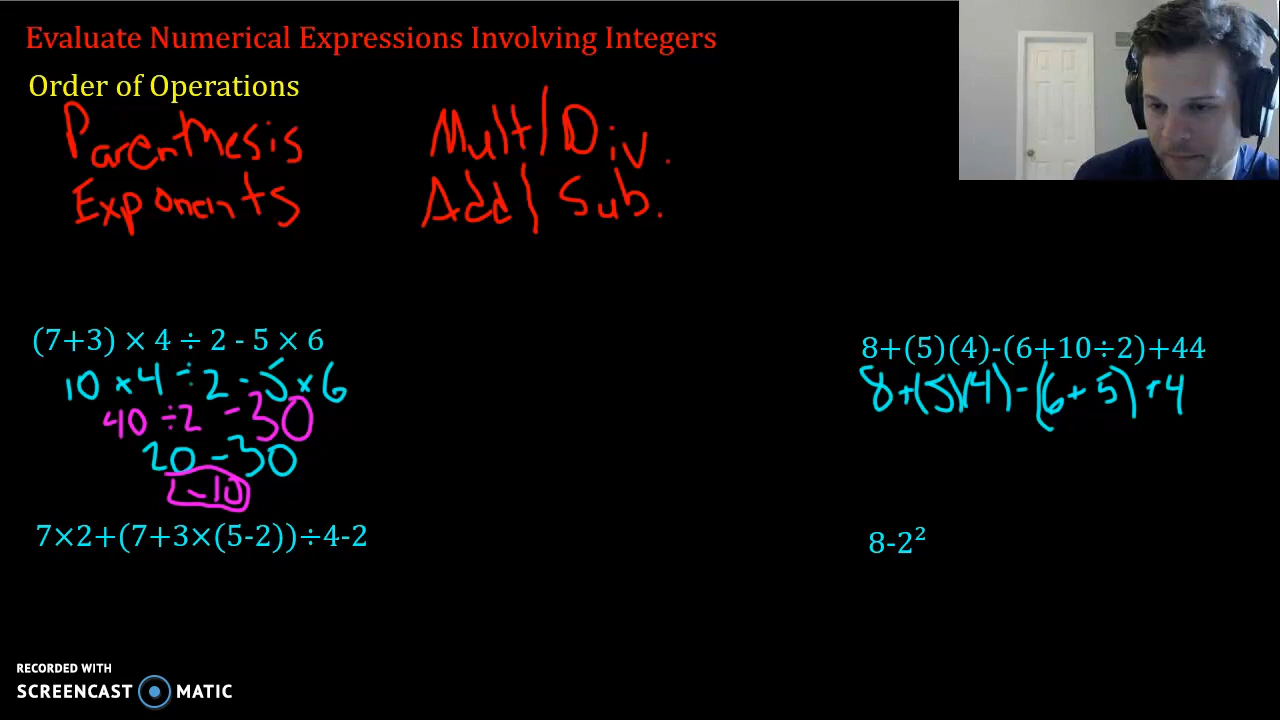 Evaluate Numerical Expressions Involving Integers
Order of Operations
Parenthesis
Exponents
Mult/Div.
Add/Sub.
(7+3) × 4 ÷ 2 - 5 × 6
10 × 4 ÷ 2 - 5 × 6
40 ÷ 2 - 30
20 - 30
-10
7×2+(7+3×(5-2))÷4-2
8+(5)(4)-(6+10÷2)+44
8+(5)(4)-(6+5)+4
8-2²
RECORDED WITH
SCREENCAST MATIC